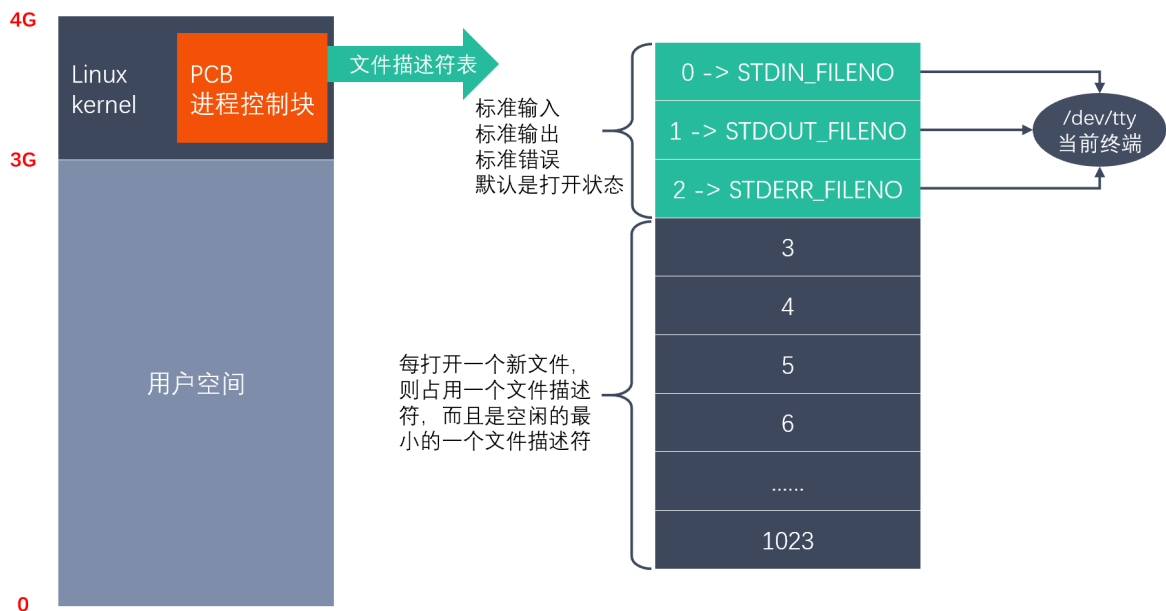 4G
Linux
kernel
PCB
进程控制块
文件描述符表
3G
用户空间
0
标准输入
标准输出
标准错误
默认是打开状态
每打开一个新文件，
则占用一个文件描述
符，而且是空闲的最
小的一个文件描述符
0 -> STDIN_FILENO
1 -> STDOUT_FILENO
2 -> STDERR_FILENO
3
4
5
6
......
1023
/dev/tty
当前终端